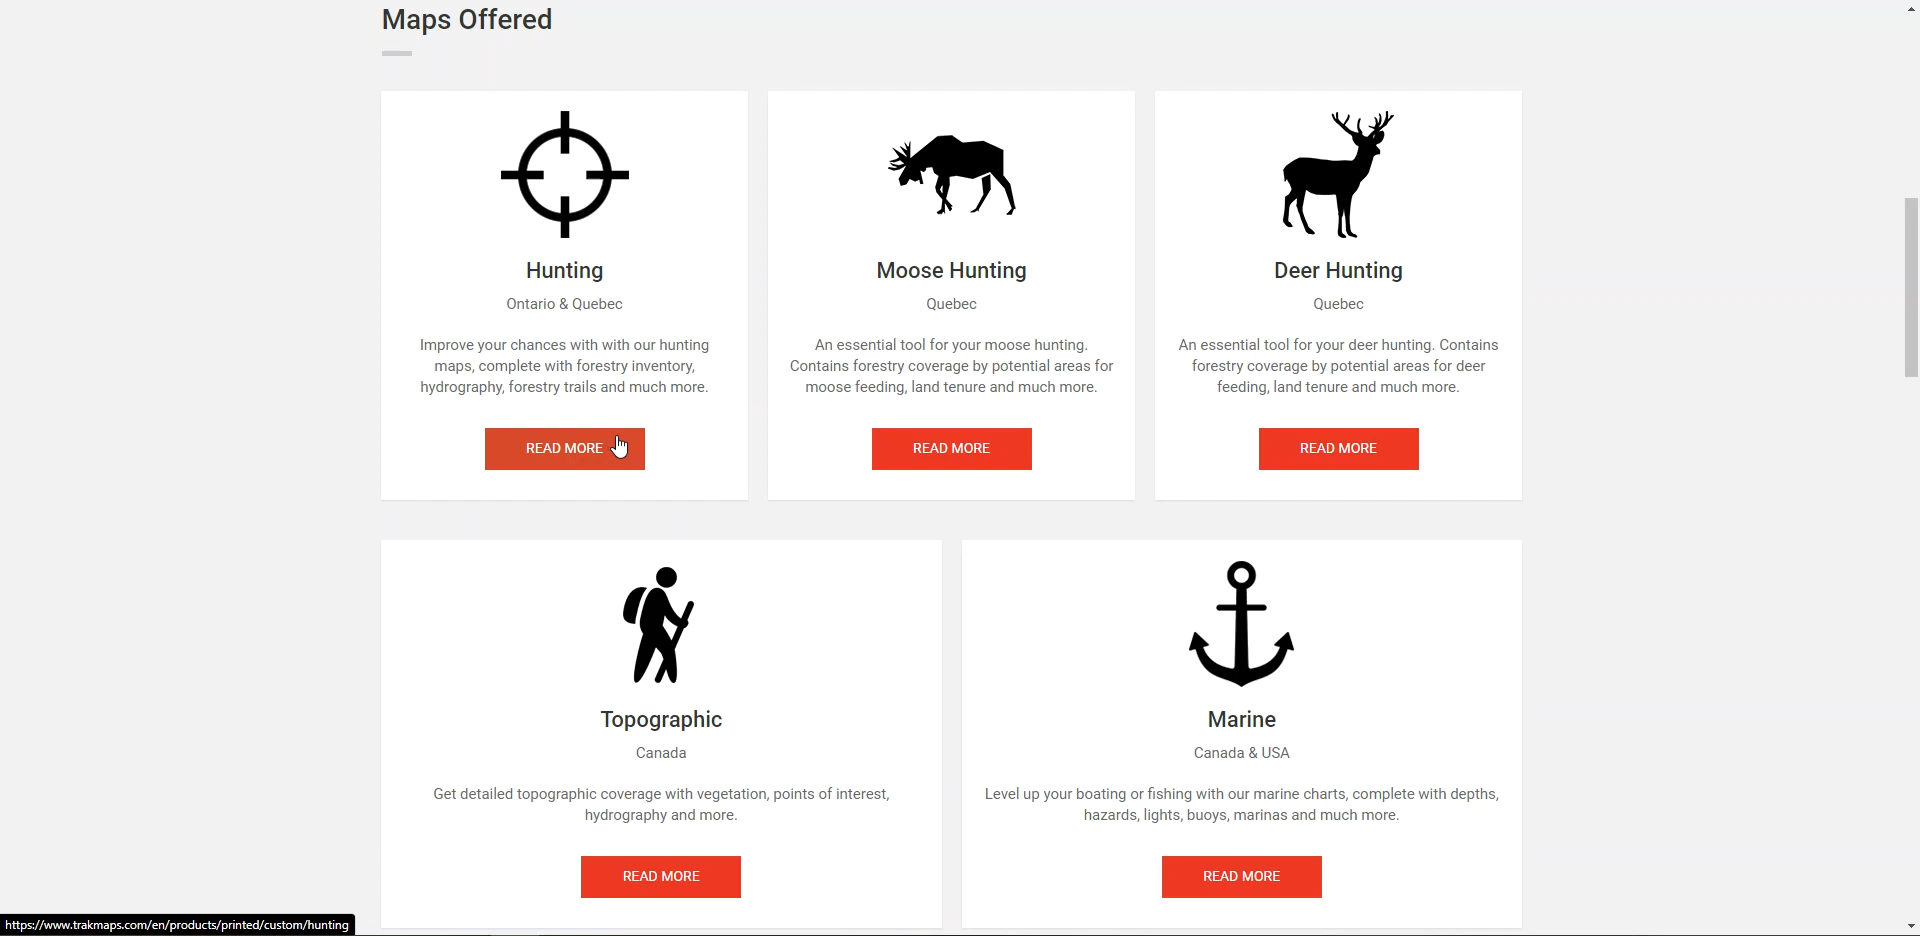 Maps Offered
Hunting
Ontario & Quebec
Improve your chances with with our hunting
maps, complete with forestry inventory,
hydrography, forestry trails and much more.
READ MORE
Moose Hunting
Quebec
An essential tool for your moose hunting.
Contains forestry coverage by potential areas for
moose feeding, land tenure and much more.
READ MORE
Deer Hunting
Quebec
An essential tool for your deer hunting. Contains
forestry coverage by potential areas for deer
feeding, land tenure and much more.
READ MORE
Topographic
Canada
Get detailed topographic coverage with vegetation, points of interest,
hydrography and more.
READ MORE
Marine
Canada & USA
Level up your boating or fishing with our marine charts, complete with depths,
hazards, lights, buoys, marinas and much more.
READ MORE
https://www.trakmaps.com/en/products/printed/custom/hunting